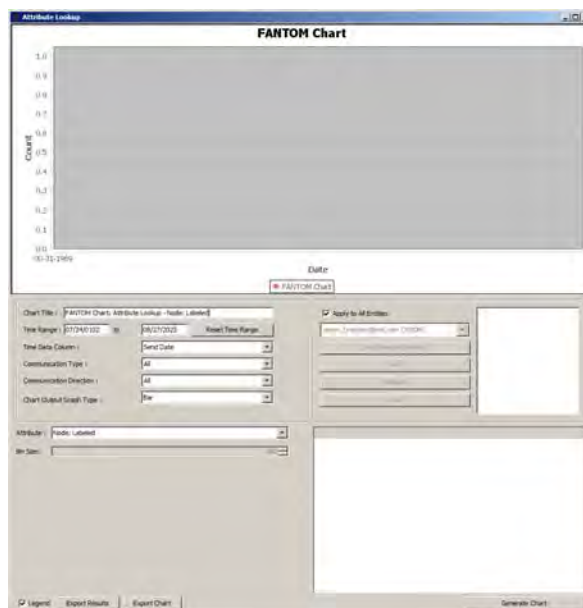 Attribute Lookup
FANTOM Chart
1.0
0.9
0.8
0.7
0.6
0.5
0.4
0.3
0.2
0.1
0.0
Count
Date
FANTOM Chart
Chart Title : FANTOM Chart: Attribute Lookup - Node: Labeled
Apply to All Entities
Time Range : to Reset Time Range
Time Data Column : Send Date
Communication Type : All
Communication Direction : All
Chart Output Graph Type : Bar
Attribute : Node: Labeled
Bin Size:
Legend Export Results Export Chart Generate Chart